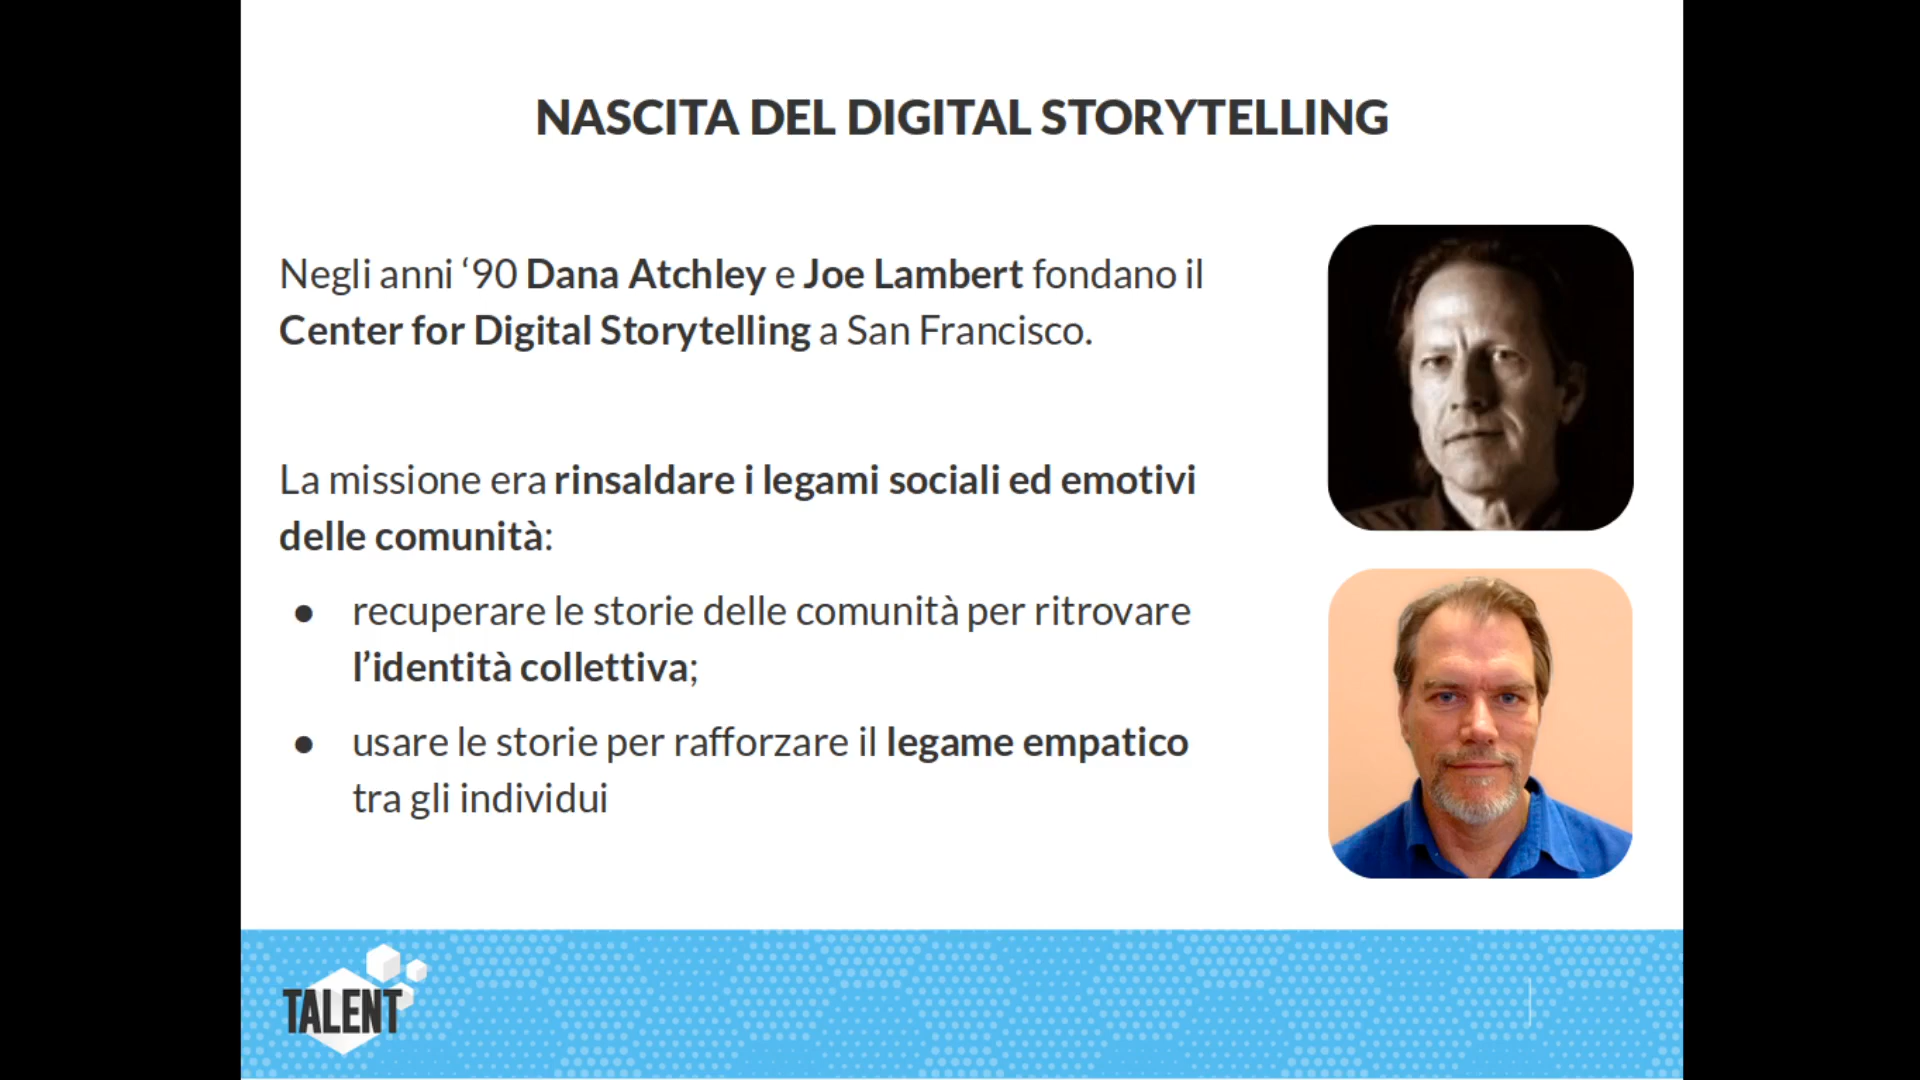 NASCITA DEL DIGITAL STORYTELLING
Negli anni ‘90 Dana Atchley e Joe Lambert fondano il
Center for Digital Storytelling a San Francisco.
La missione era rinsaldare i legami sociali ed emotivi
delle comunità:
● recuperare le storie delle comunità per ritrovare
l’identità collettiva;
● usare le storie per rafforzare il legame empatico
tra gli individui
TALENT